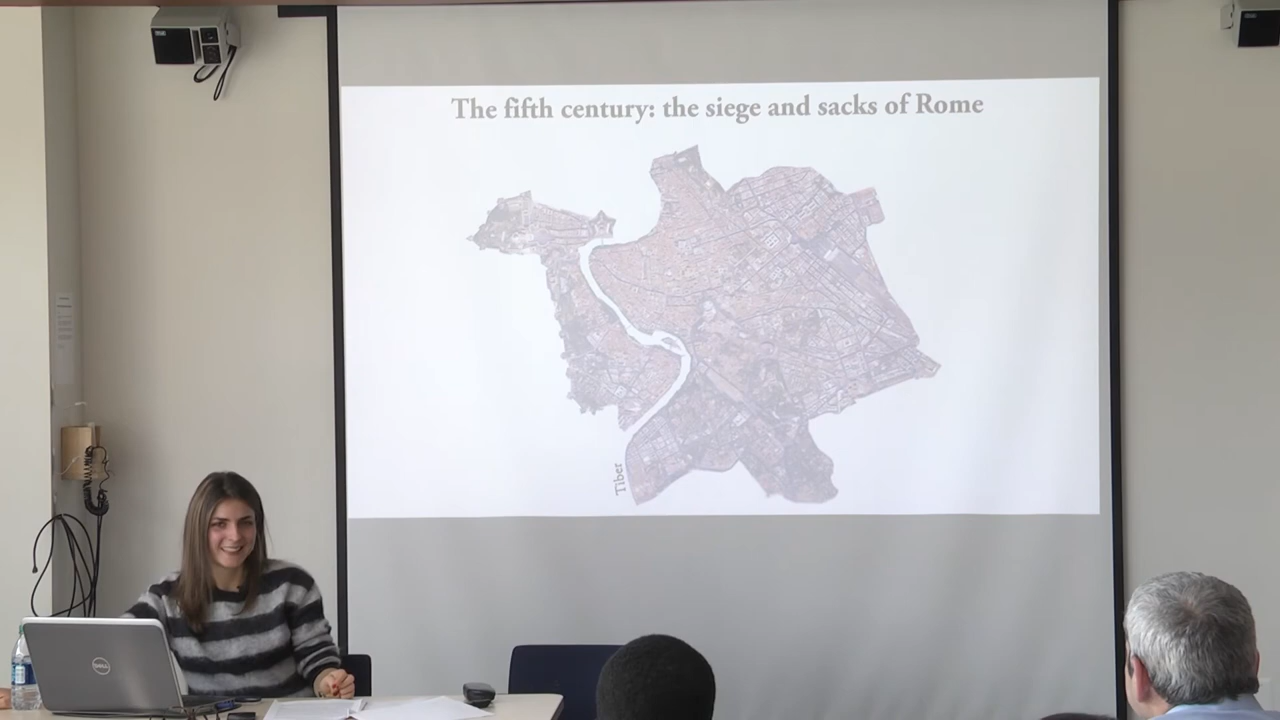 The fifth century: the siege and sacks of Rome
Tiber
DELL